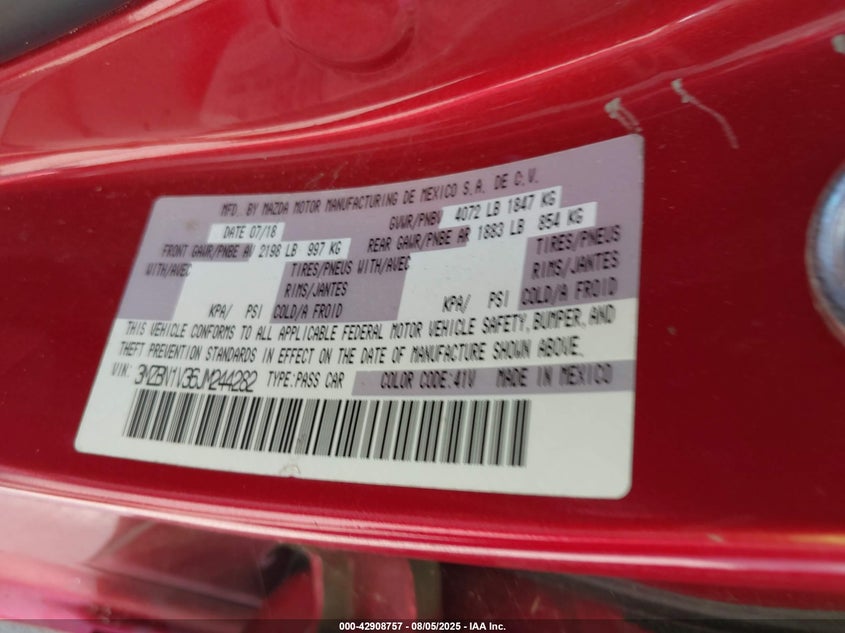 MFD. BY MAZDA MOTOR MANUFACTURING DE MEXICO S.A. DE C.V.
DATE 07/18 GVWR/PNBV 4072 LB 1847 KG
FRONT GAWR/PNBE AV 2198 LB 997 KG REAR GAWR/PNBE AR 1883 LB 854 KG
WITH/AVEC TIRES/PNEUS WITH/AVEC TIRES/PNEUS
RIMS/JANTES RIMS/JANTES
KPA/ PSI COLD/A FROID KPA/ PSI COLD/A FROID
THIS VEHICLE CONFORMS TO ALL APPLICABLE FEDERAL MOTOR VEHICLE SAFETY, BUMPER, AND
THEFT PREVENTION STANDARDS IN EFFECT ON THE DATE OF MANUFACTURE SHOWN ABOVE.
VIN: 3MZBN1V36JM244282 TYPE:PASS CAR COLOR CODE:41V MADE IN MEXICO
000-42908757 - 08/05/2025 - IAA Inc.